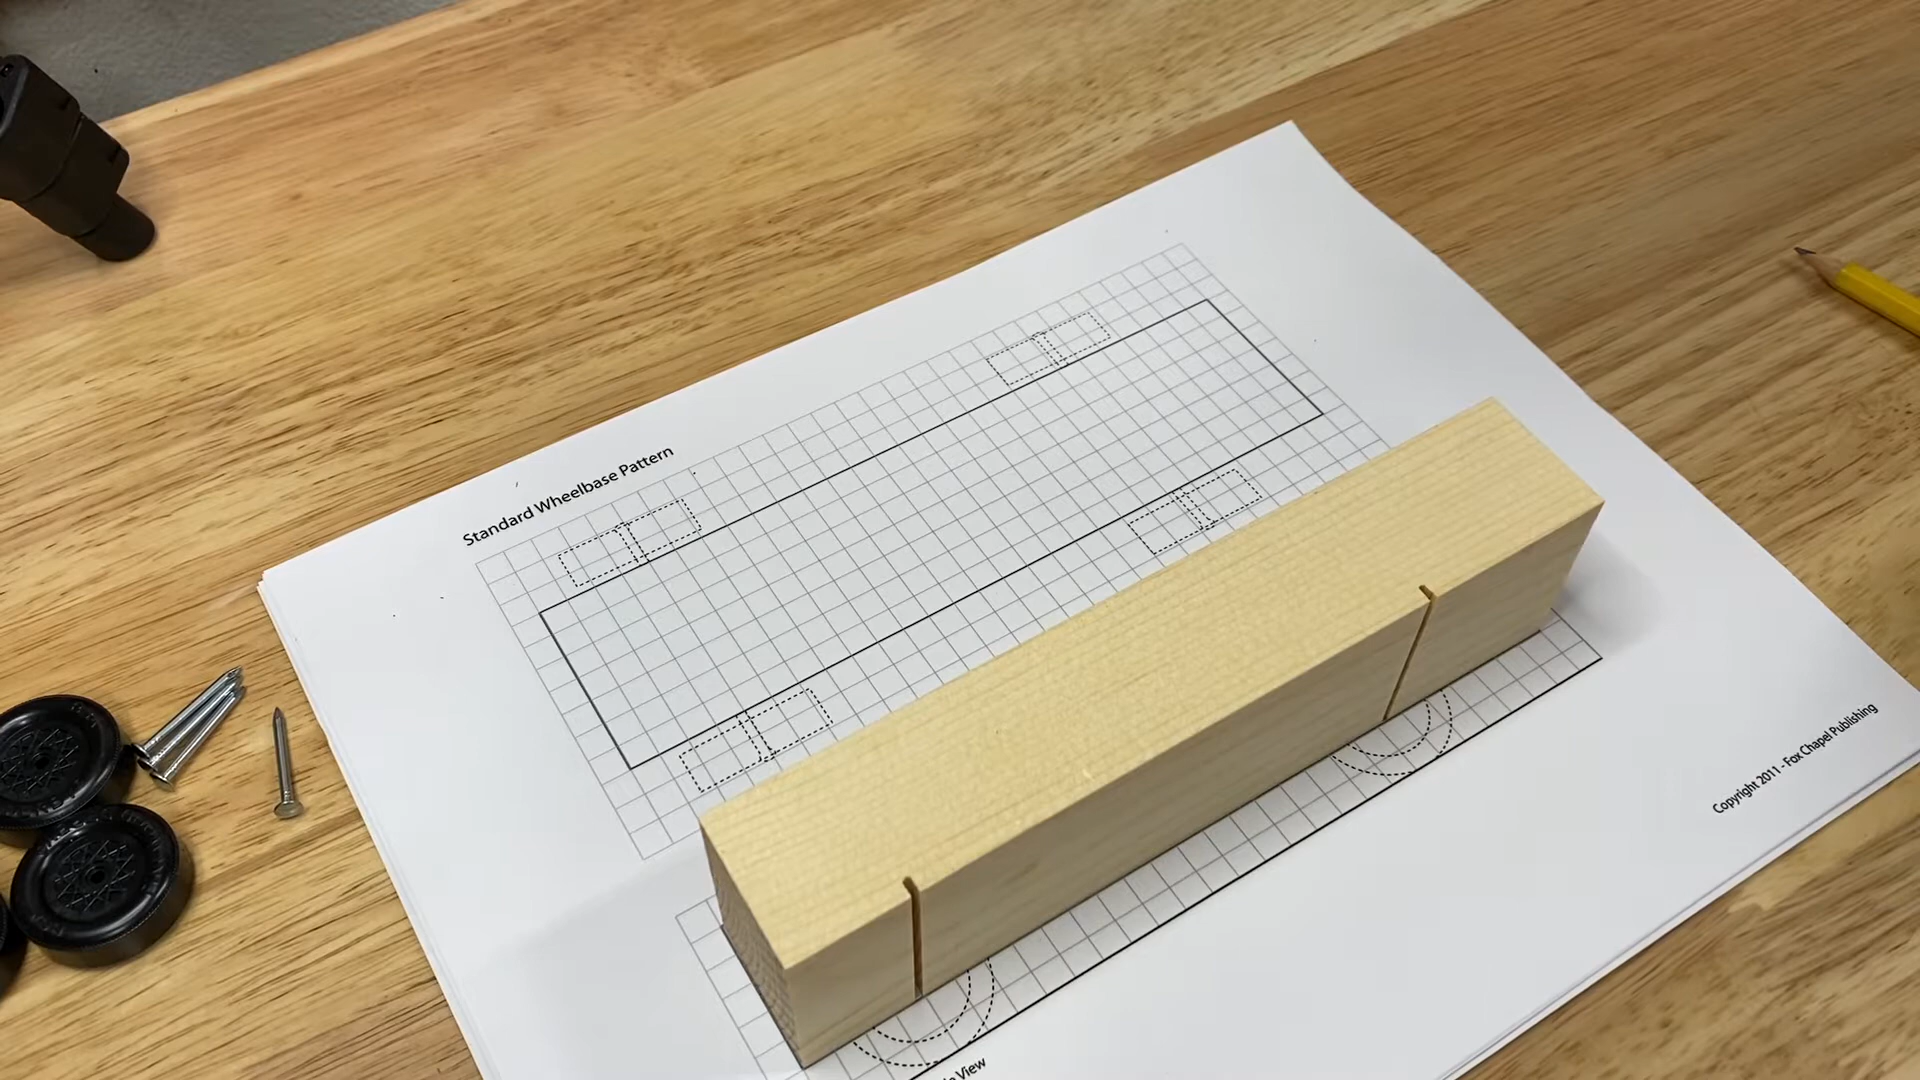 Standard Wheelbase Pattern
Copyright 2011 - Fox Chapel Publishing
View